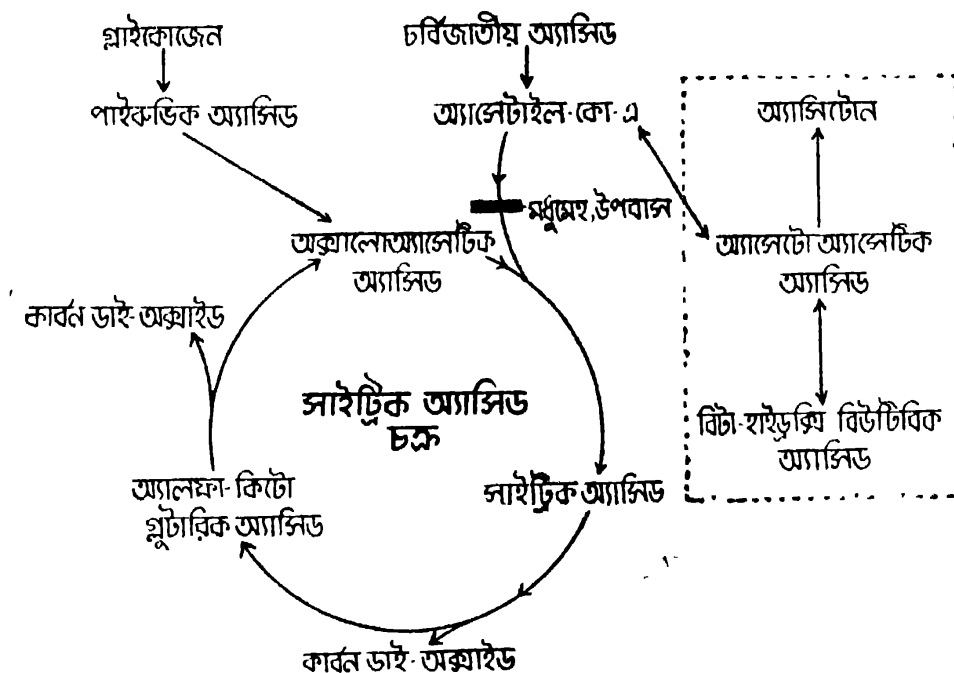 গ্লাইকোজেন
চর্বিজাতীয় অ্যাসিড
পাইরুভিক অ্যাসিড
অ্যাসেটাইল-কো-এ
অ্যাসিটোন
মধুমেহ,উপবাস
অক্সালোঅ্যাসেটিক
অ্যাসিড
অ্যাসেটো অ্যাসেটিক
অ্যাসিড
কার্বন ডাই-অক্সাইড
সাইট্রিক অ্যাসিড
চক্র
বিটা-হাইড্রক্সি বিউটিরিক
অ্যাসিড
অ্যালফা-কিটো
গ্লুটারিক অ্যাসিড
সাইট্রিক অ্যাসিড
কার্বন ডাই-অক্সাইড